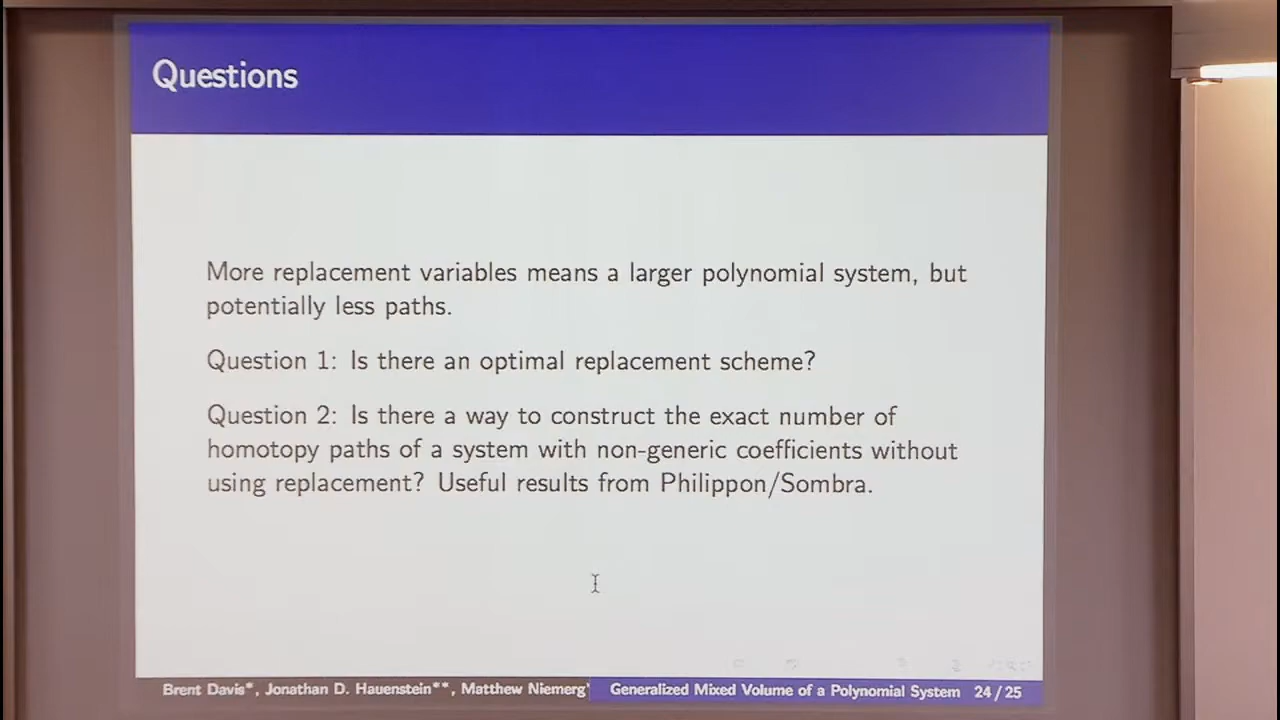 Questions
More replacement variables means a larger polynomial system, but
potentially less paths.
Question 1: Is there an optimal replacement scheme?
Question 2: Is there a way to construct the exact number of
homotopy paths of a system with non-generic coefficients without
using replacement? Useful results from Philippon/Sombra.
Brent Davis*, Jonathan D. Hauenstein**, Matthew Niemerg
Generalized Mixed Volume of a Polynomial System 24 / 25